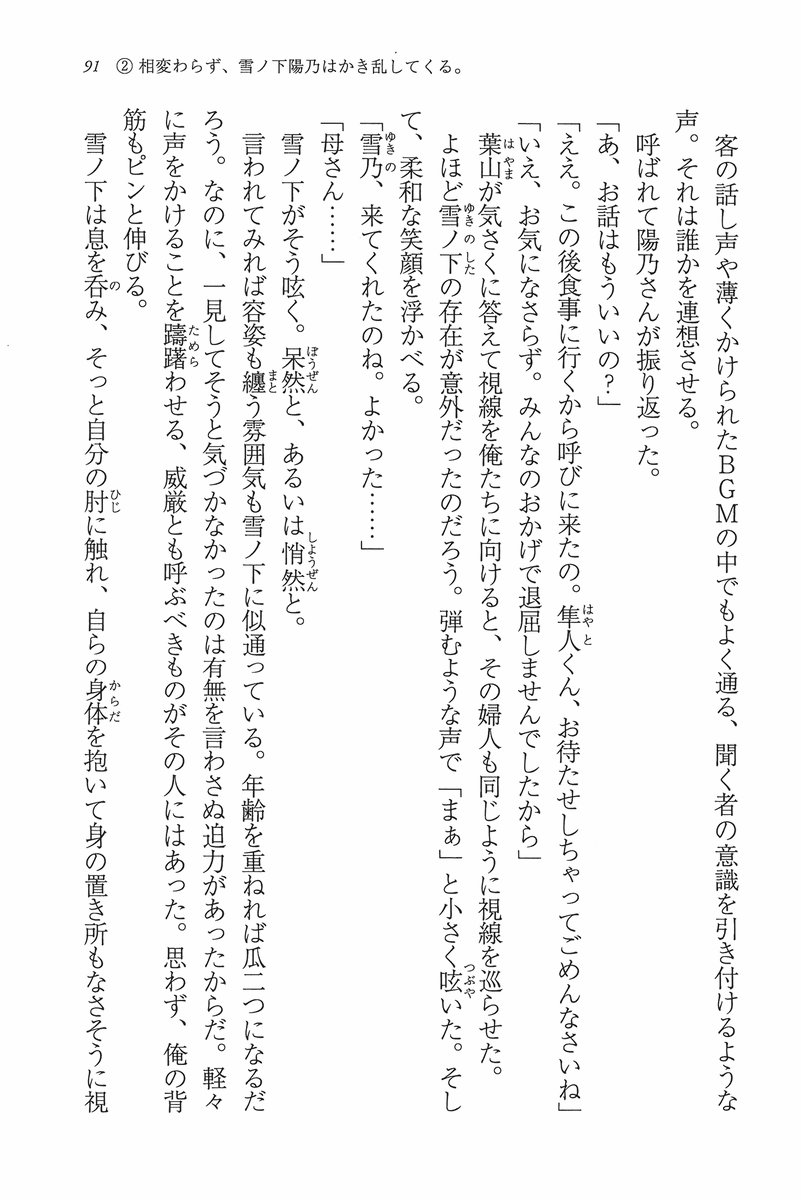 91　② 相変わらず、雪ノ下陽乃はかき乱してくる。
　客の話し声や薄くかけられたＢＧＭの中でもよく通る、聞く者の意識を引き付けるような
声。それは誰かを連想させる。
　呼ばれて陽乃さんが振り返った。
「あ、お話はもういいの？」
「ええ。この後食事に行くから呼びに来たの。隼人くん、お待たせしちゃってごめんなさいね」
「いえ、お気になさらず。みんなのおかげで退屈しませんでしたから」
　葉山が気さくに答えて視線を俺たちに向けると、その婦人も同じように視線を巡らせた。
　よほど雪ノ下の存在が意外だったのだろう。弾むような声で「まぁ」と小さく呟いた。そし
て、柔和な笑顔を浮かべる。
「雪乃、来てくれたのね。よかった……」
「母さん……」
　雪ノ下がそう呟く。呆然と、あるいは悄然と。
　言われてみれば容姿も纏う雰囲気も雪ノ下に似通っている。年齢を重ねれば瓜二つになるだ
ろう。なのに、一見してそうと気づかなかったのは有無を言わさぬ迫力があったからだ。軽々
に声をかけることを躊躇わせる、威厳とも呼ぶべきものがその人にはあった。思わず、俺の背
筋もピンと伸びる。
　雪ノ下は息を呑み、そっと自分の肘に触れ、自らの身体を抱いて身の置き所もなさそうに視